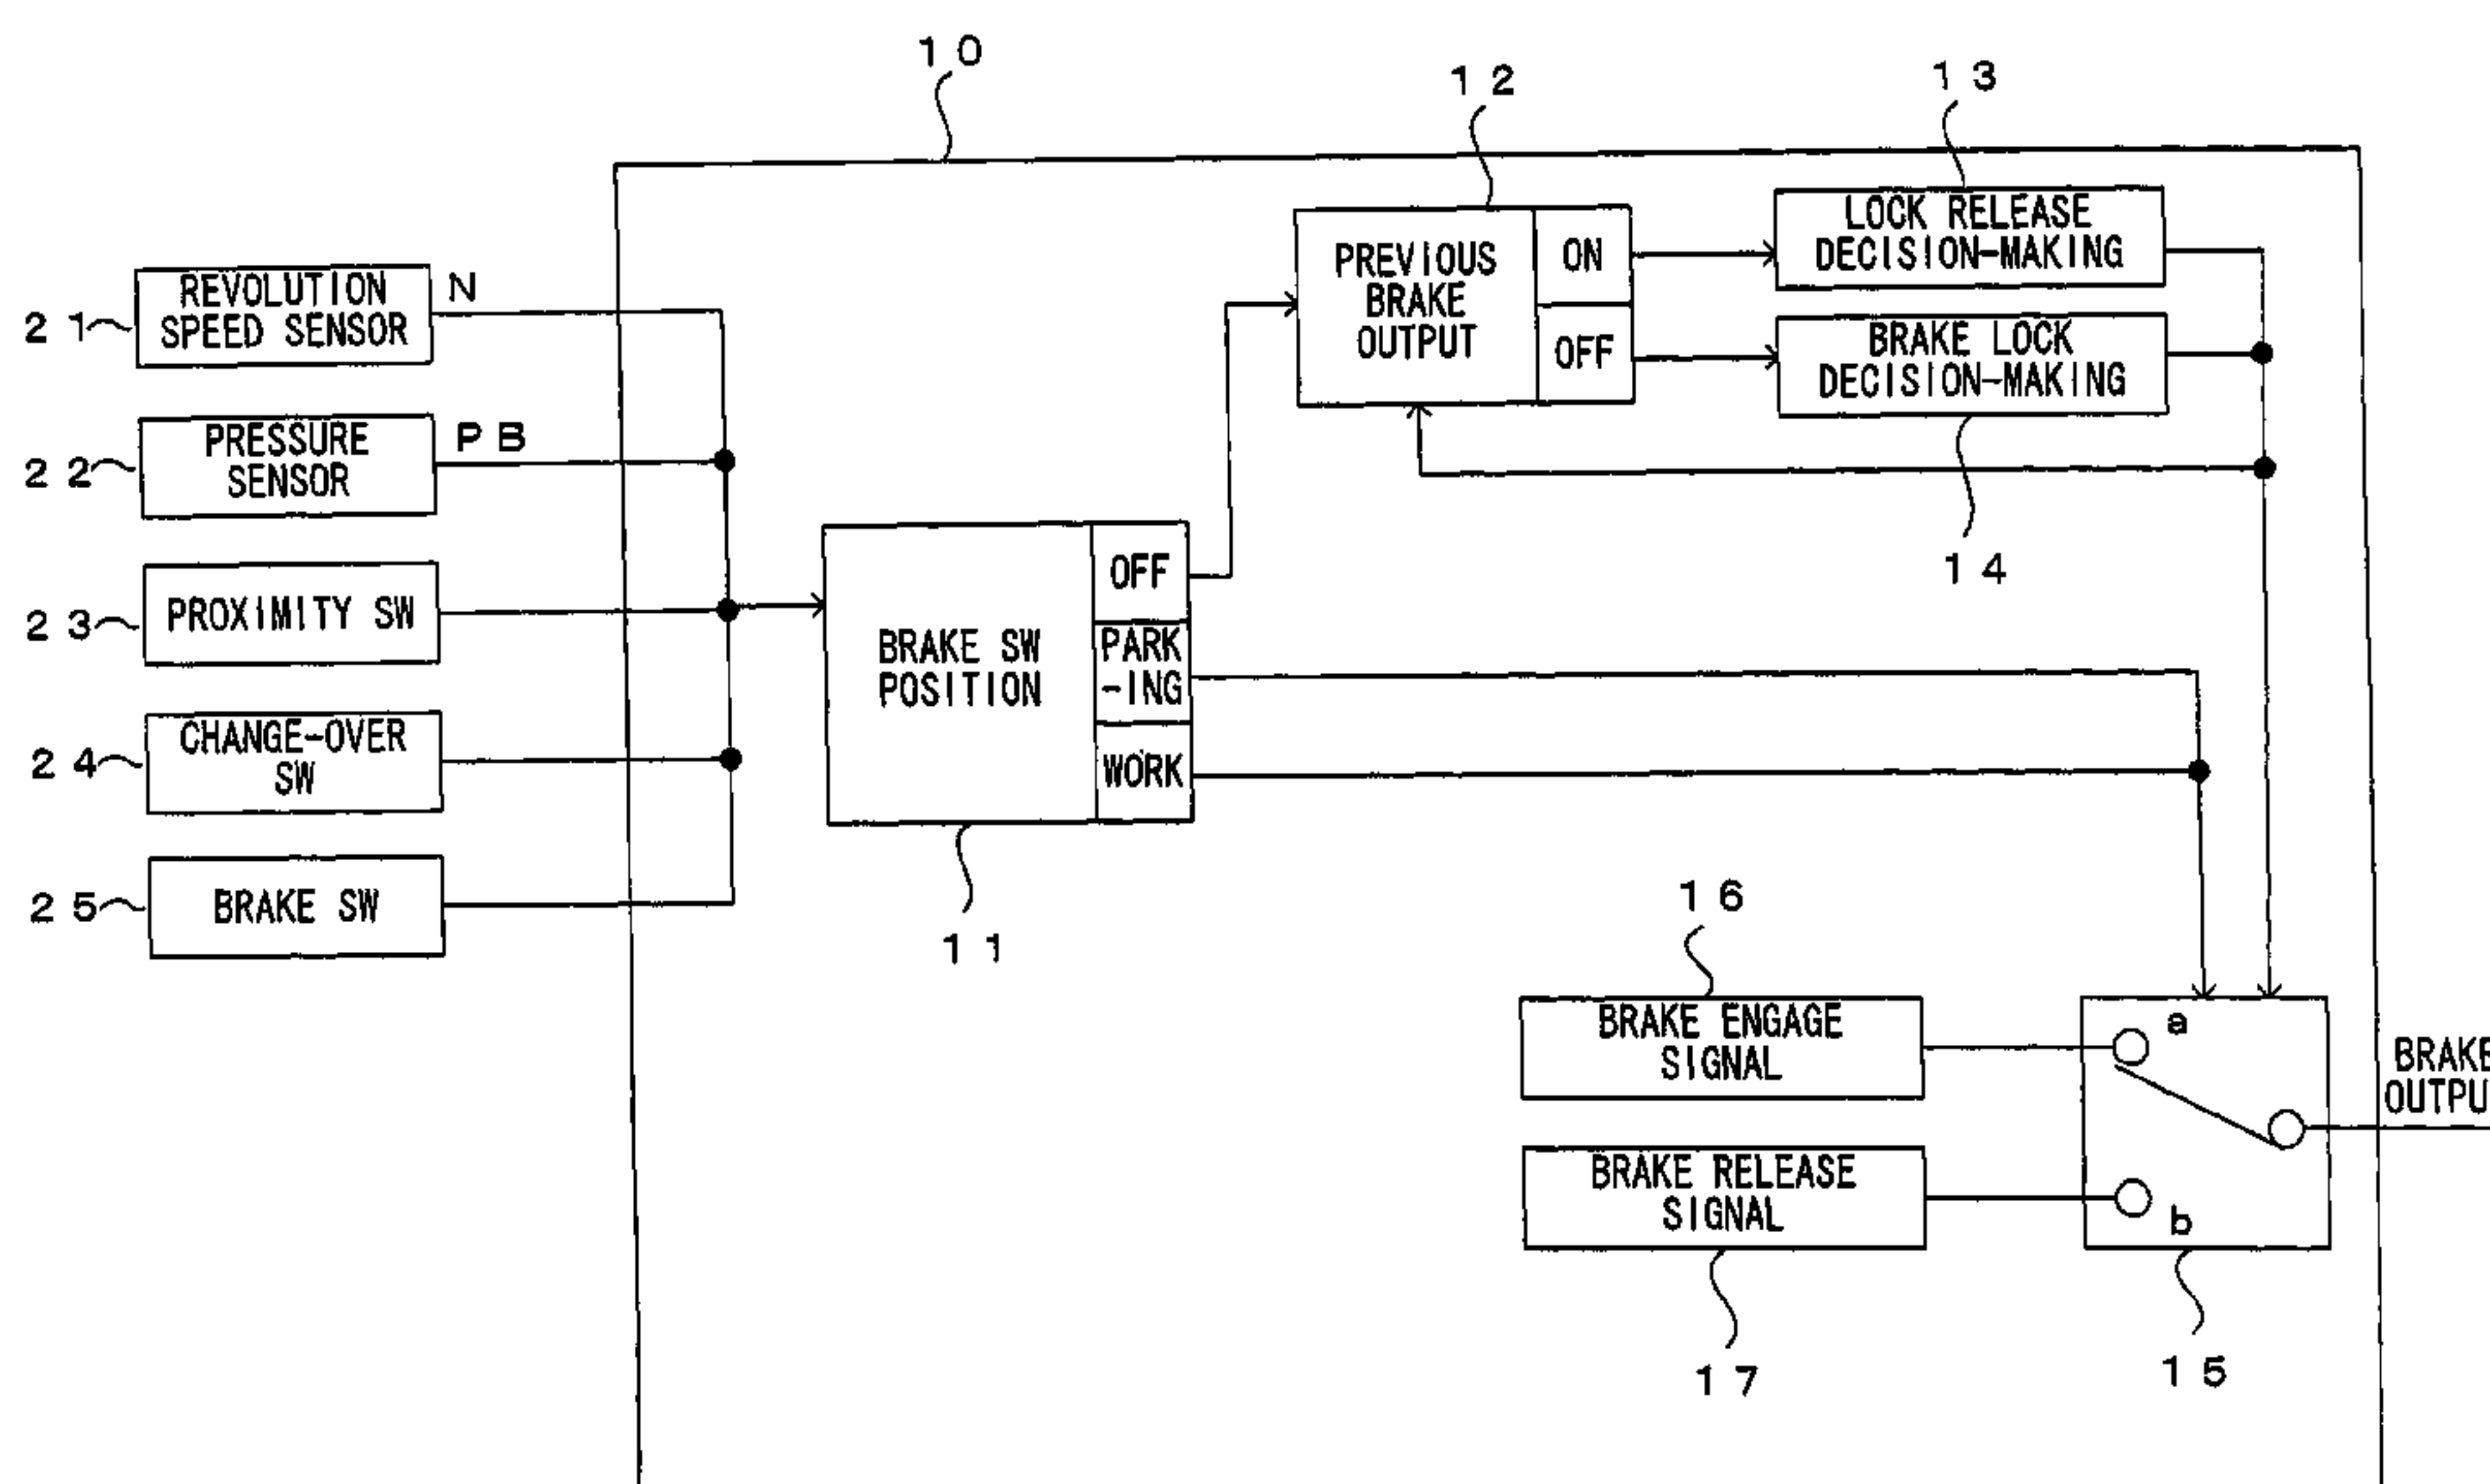 10
12
13
LOCK RELEASE
DECISION-MAKING
PREVIOUS
BRAKE
OUTPUT
ON
OFF
BRAKE LOCK
DECISION-MAKING
14
REVOLUTION
SPEED SENSOR
N
21
PRESSURE
SENSOR
PB
22
PROXIMITY SW
23
CHANGE-OVER
SW
24
BRAKE SW
25
BRAKE SW
POSITION
OFF
PARK
-ING
WORK
11
16
BRAKE ENGAGE
SIGNAL
BRAKE RELEASE
SIGNAL
17
a
b
15
BRAKE
OUTPU